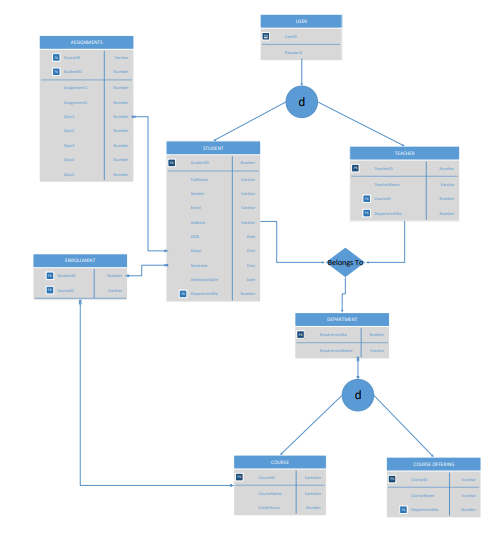 USER
UserID
Password
d
ASSIGNMENTS
CourseID Varchar
StudentID Number
Assignment1 Number
Assignment2 Number
Quiz1 Number
Quiz2 Number
Quiz3 Number
Quiz4 Number
Quiz5 Number
STUDENT
StudentID Number
FullName Varchar
Gender Varchar
Email Varchar
Address Varchar
DOB Date
Major Char
Semester Char
AdmissionDate Date
DepartmentNo Number
TEACHER
TeacherID Number
TeacherName Varchar
CourseID Number
DepartmentNo Number
ENROLLMENT
StudentID Number
CourseID Varchar
Belongs To
DEPARTMENT
DepartmentNo Number
DepartmentName Varchar
d
COURSE
CourseID Varchar
CourseName Varchar
CreditHours Number
COURSE OFFERING
CourseID Varchar
CourseName Varchar
DepartmentNo Number